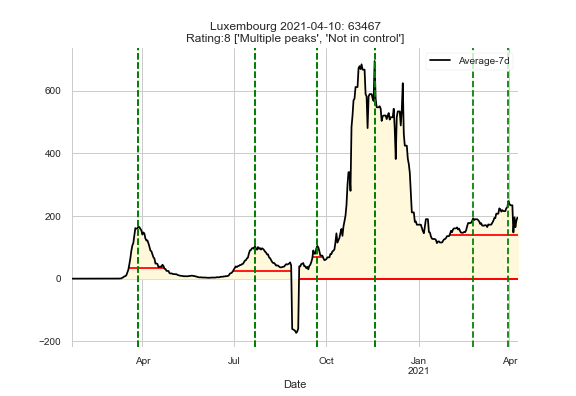 Luxembourg 2021-04-10: 63467
Rating:8 ['Multiple peaks', 'Not in control']
Average-7d
600
400
200
0
−200
Apr
Jul
Oct
Jan
2021
Apr
Date